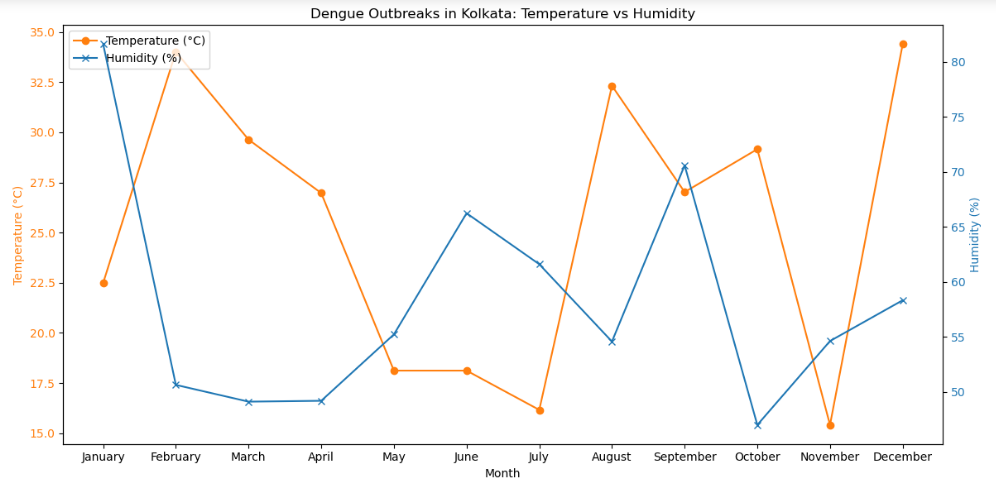 Dengue Outbreaks in Kolkata: Temperature vs Humidity
Temperature (°C)
Humidity (%)
35.0
32.5
30.0
27.5
25.0
22.5
20.0
17.5
15.0
Temperature (°C)
80
75
70
65
60
55
50
Humidity (%)
January February March April May June July August September October November December
Month